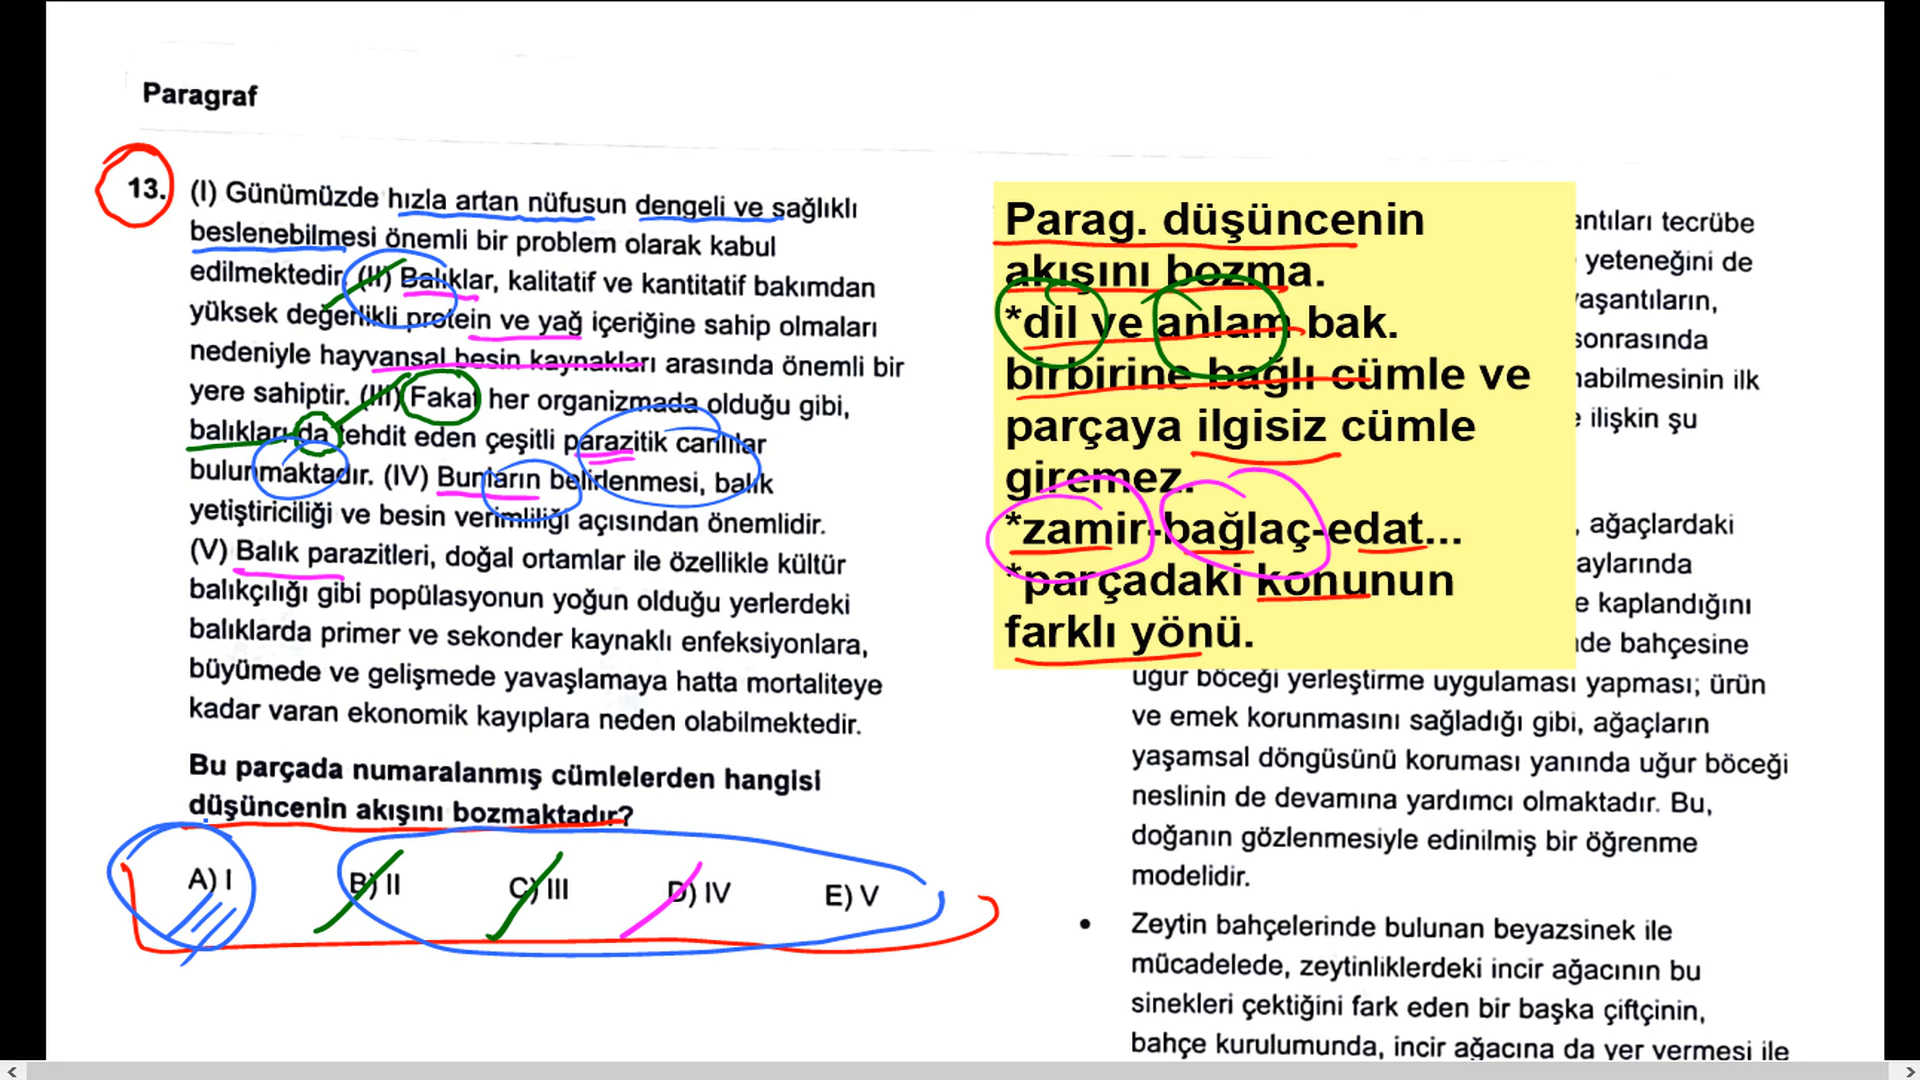 Paragraf
13. (I) Günümüzde hızla artan nüfusun dengeli ve sağlıklı
beslenebilmesi önemli bir problem olarak kabul
edilmektedir. (II) Balıklar, kalitatif ve kantitatif bakımdan
yüksek değerlikli protein ve yağ içeriğine sahip olmaları
nedeniyle hayvansal besin kaynakları arasında önemli bir
yere sahiptir. (III) Fakat her organizmada olduğu gibi,
balıkları da tehdit eden çeşitli parazitik canlılar
bulunmaktadır. (IV) Bunların belirlenmesi, balık
yetiştiriciliği ve besin verimliliği açısından önemlidir.
(V) Balık parazitleri, doğal ortamlar ile özellikle kültür
balıkçılığı gibi popülasyonun yoğun olduğu yerlerdeki
balıklarda primer ve sekonder kaynaklı enfeksiyonlara,
büyümede ve gelişmede yavaşlamaya hatta mortaliteye
kadar varan ekonomik kayıplara neden olabilmektedir.
Bu parçada numaralanmış cümlelerden hangisi
düşüncenin akışını bozmaktadır?
A) I B) II C) III D) IV E) V
Parag. düşüncenin
akışını bozma.
*dil ve anlam bak.
birbirine bağlı cümle ve
parçaya ilgisiz cümle
giremez.
*zamir-bağlaç-edat...
*parçadaki konunun
farklı yönü.
antıları tecrübe
yeteneğini de
yaşantıların,
sonrasında
nabilmesinin ilk
ilişkin şu
, ağaçlardaki
aylarında
e kaplandığını
nde bahçesine
uğur böceği yerleştirme uygulaması yapması; ürün
ve emek korunmasını sağladığı gibi, ağaçların
yaşamsal döngüsünü koruması yanında uğur böceği
neslinin de devamına yardımcı olmaktadır. Bu,
doğanın gözlenmesiyle edinilmiş bir öğrenme
modelidir.
• Zeytin bahçelerinde bulunan beyazsinek ile
mücadelede, zeytinliklerdeki incir ağacının bu
sinekleri çektiğini fark eden bir başka çiftçinin,
bahçe kurulumunda, incir ağacına da yer vermesi ile